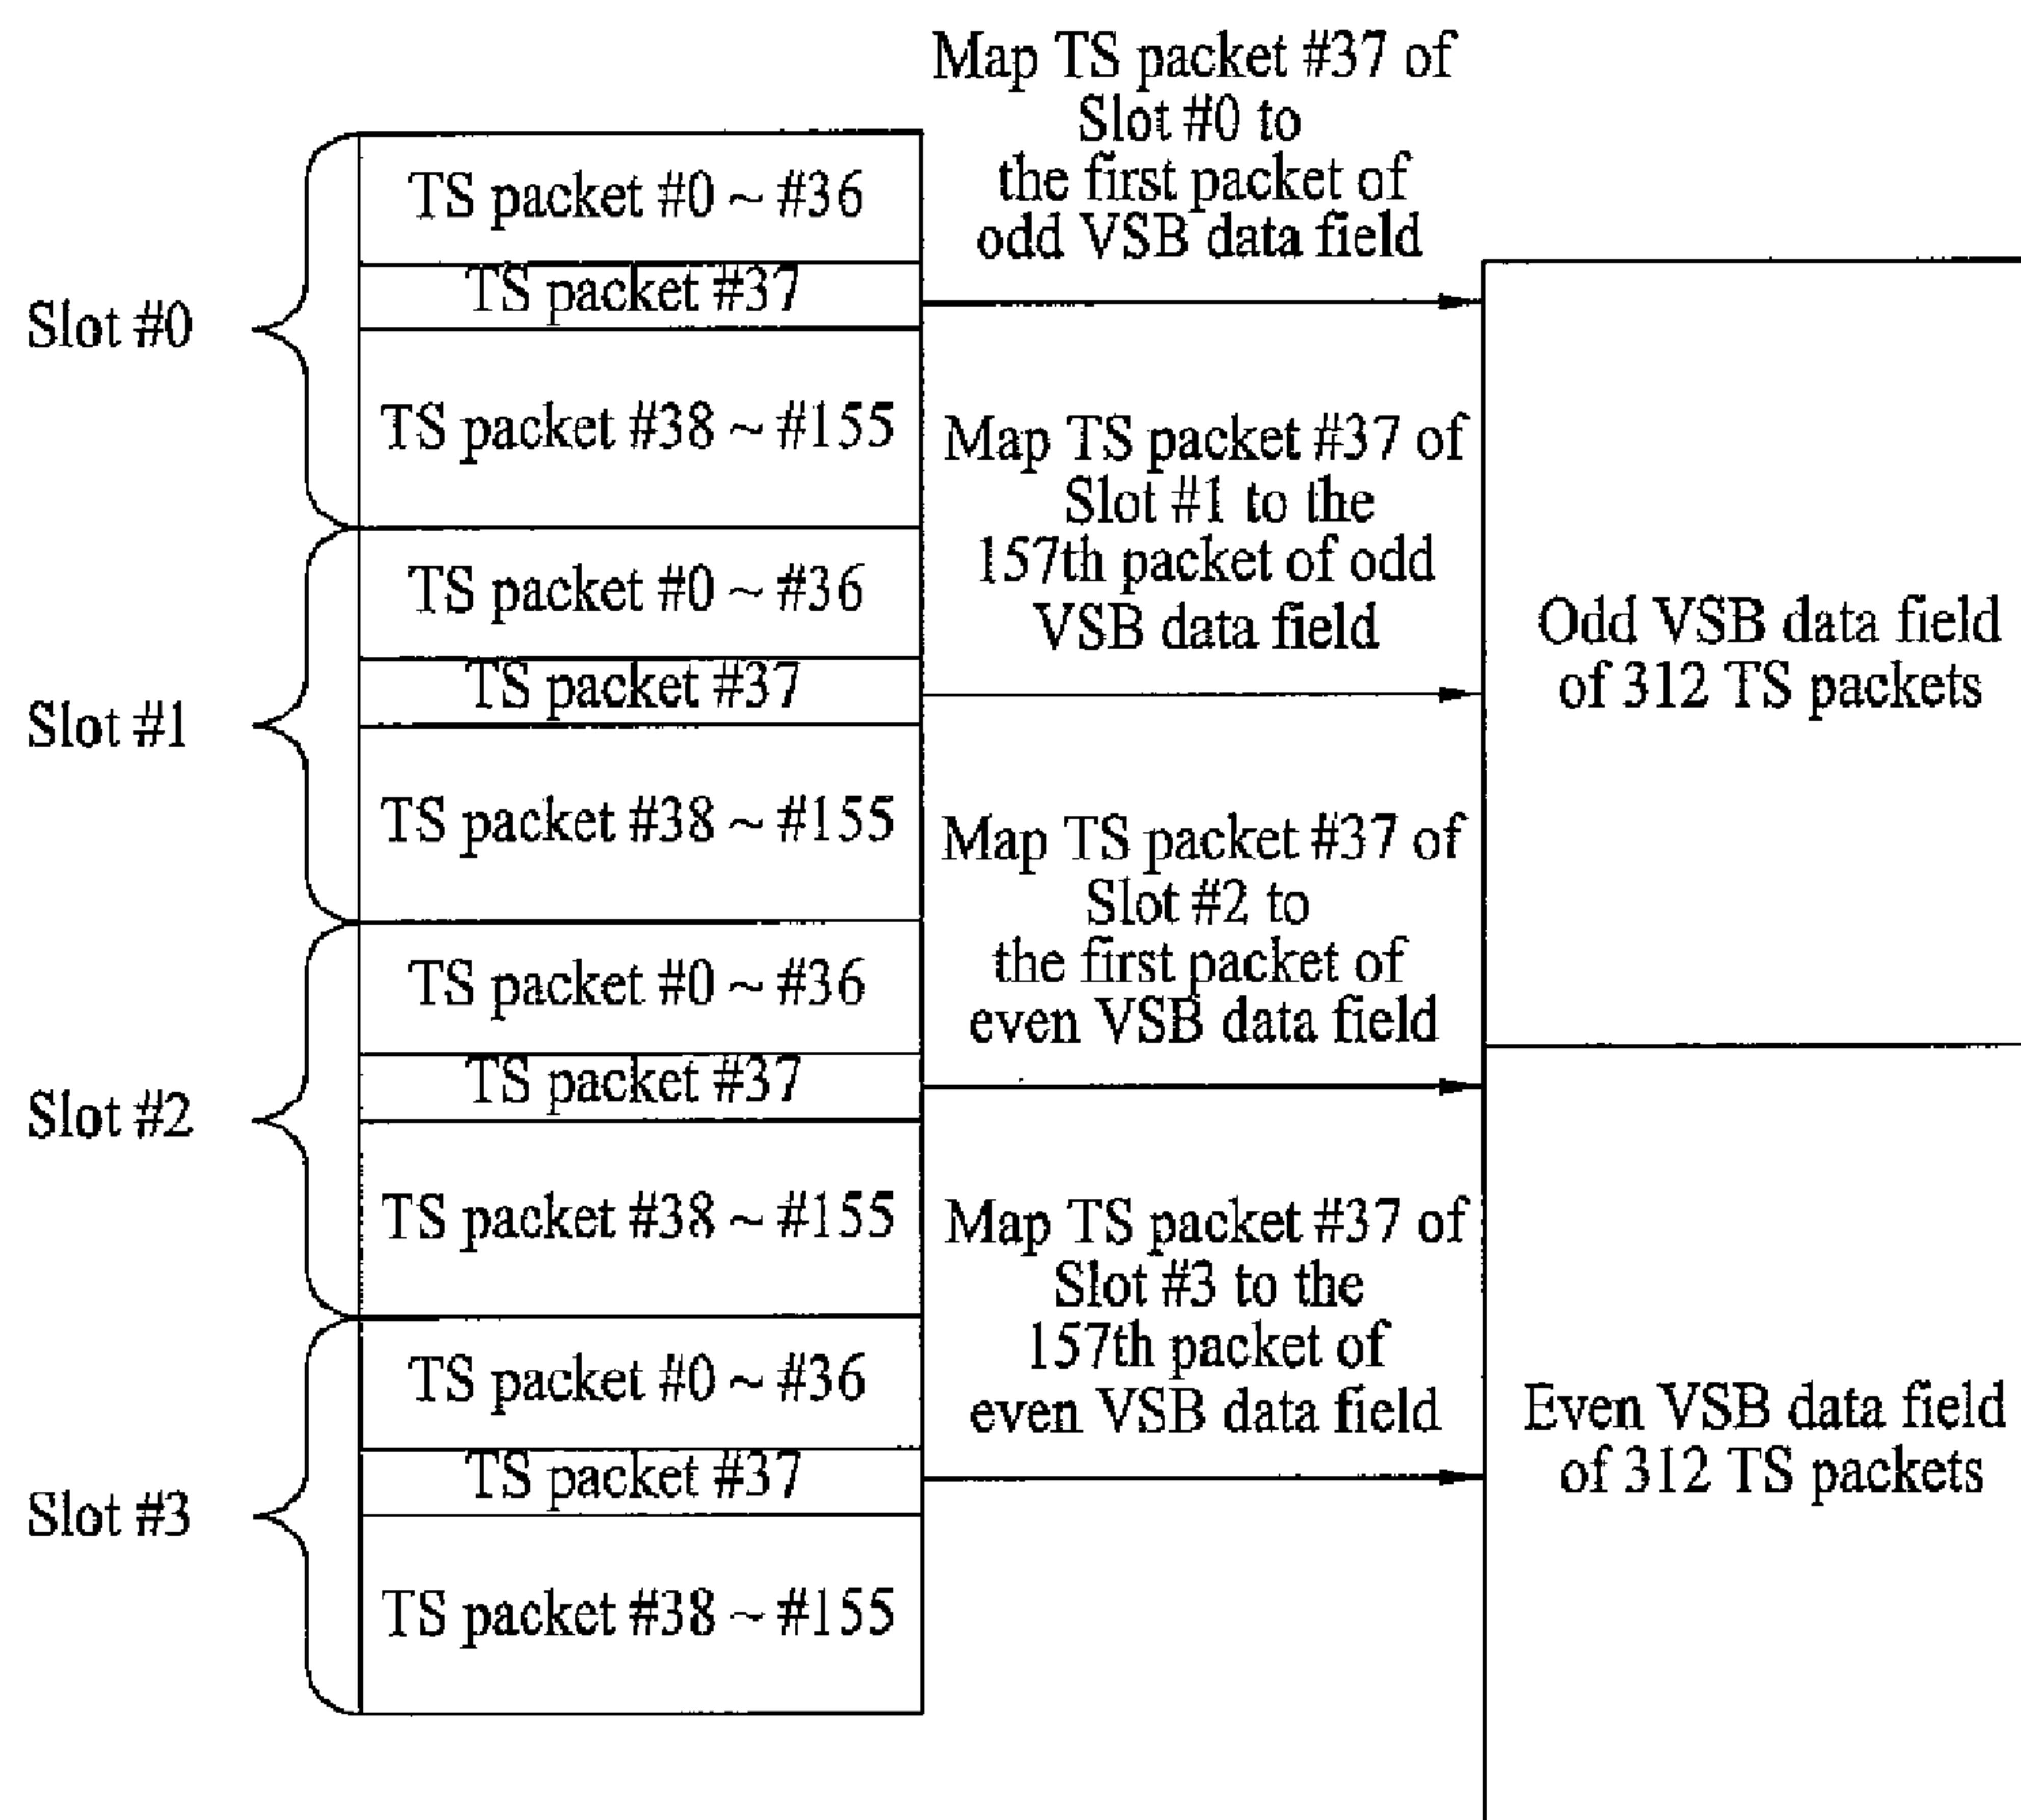 Map TS packet #37 of
Slot #0 to
the first packet of
odd VSB data field
Slot #0
TS packet #0 ~ #36
TS packet #37
TS packet #38 ~ #155
Map TS packet #37 of
Slot #1 to the
157th packet of odd
VSB data field
Slot #1
TS packet #0 ~ #36
TS packet #37
TS packet #38 ~ #155
Odd VSB data field
of 312 TS packets
Map TS packet #37 of
Slot #2 to
the first packet of
even VSB data field
Slot #2
TS packet #0 ~ #36
TS packet #37
TS packet #38 ~ #155
Map TS packet #37 of
Slot #3 to the
157th packet of
even VSB data field
Slot #3
TS packet #0 ~ #36
TS packet #37
TS packet #38 ~ #155
Even VSB data field
of 312 TS packets